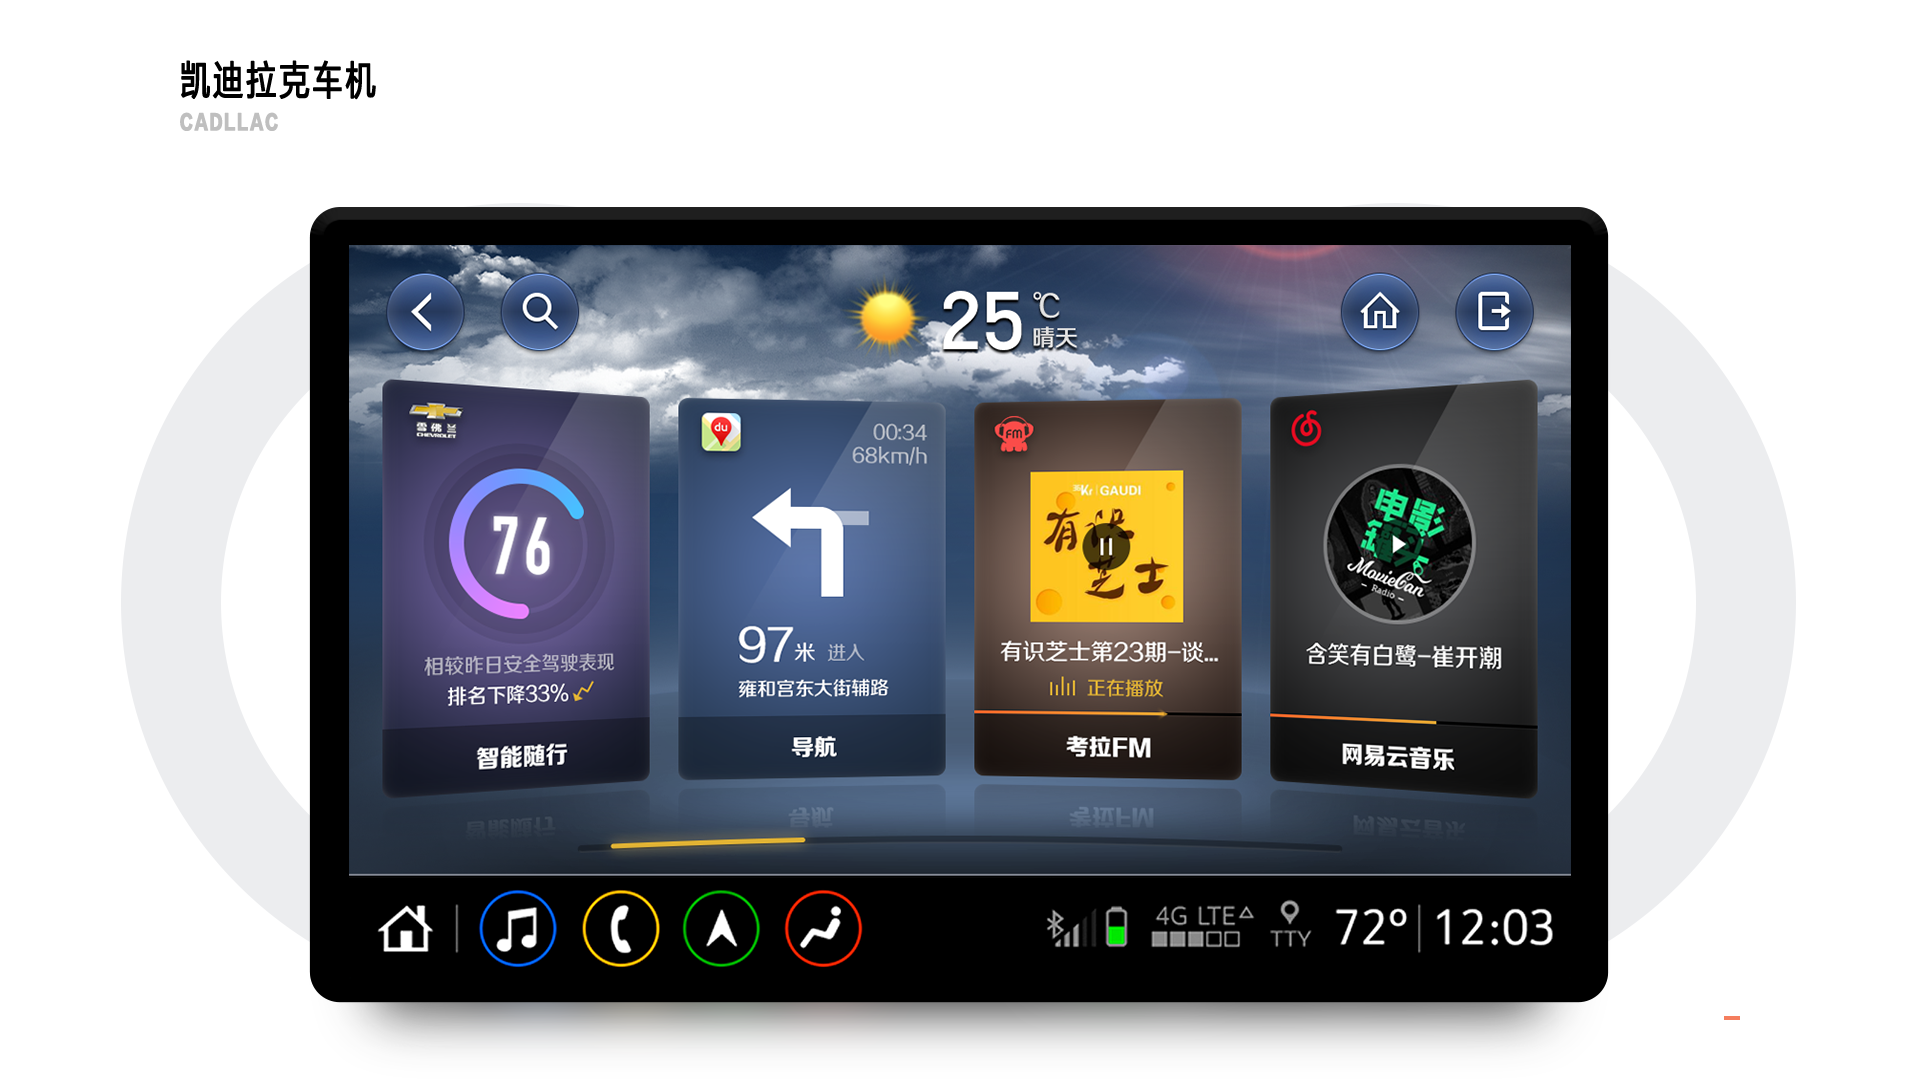 凯迪拉克车机
CADLLAC
25 ℃
晴天
雪佛兰
CHEVROLET
76
相较昨日安全驾驶表现
排名下降33%
智能随行
du
00:34
68km/h
97米 进入
雍和宫东大街辅路
导航
FM
Kr | GAUDI
有识芝士
有识芝士第23期-谈...
正在播放
考拉FM
电影
MovieCan
- Radio -
含笑有白鹭-崔开潮
网易云音乐
4G LTE
TTY
72°
12:03